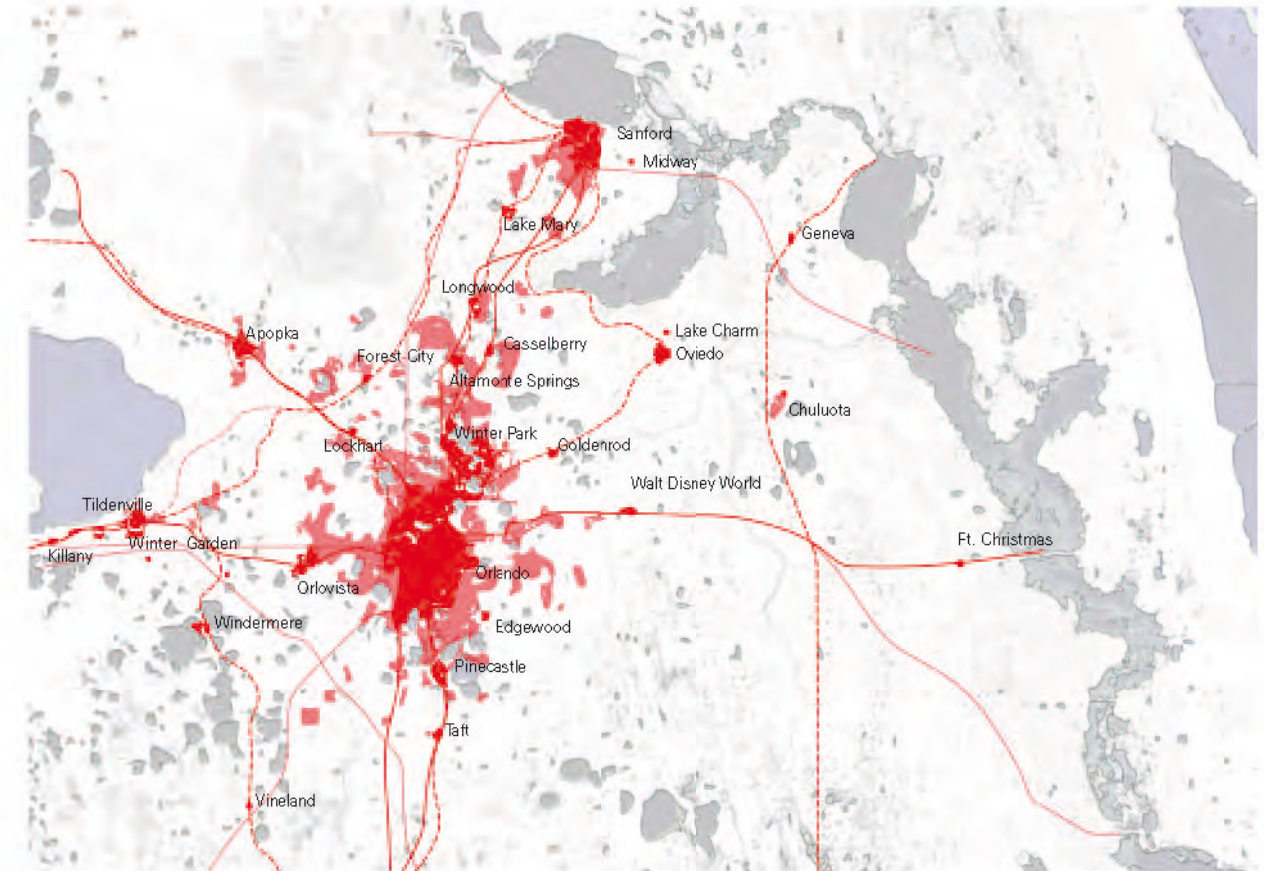 Sanford
Midway
Lake Mary
Geneva
Longwood
Apopka
Lake Charm
Casselberry
Oviedo
Forest City
Altamonte Springs
Chuluota
Winter Park
Lockhart
Goldenrod
Walt Disney World
Tildenville
Winter Garden
Ft. Christmas
Killany
Orlando
Orlovista
Windermere
Edgewood
Pinecastle
Taft
Vineland